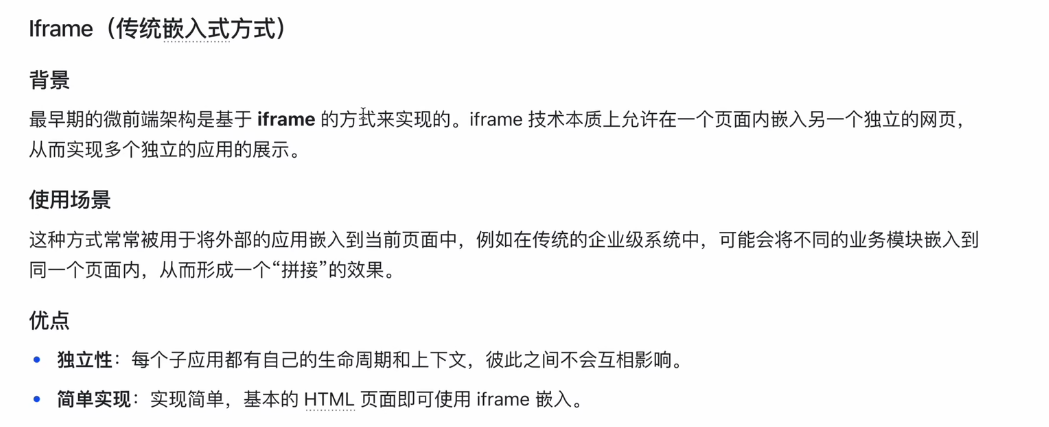 Iframe（传统嵌入式方式）
背景
最早期的微前端架构是基于 iframe 的方式来实现的。iframe 技术本质上允许在一个页面内嵌入另一个独立的网页，
从而实现多个独立的应用的展示。
使用场景
这种方式常常被用于将外部的应用嵌入到当前页面中，例如在传统的企业级系统中，可能会将不同的业务模块嵌入到
同一个页面内，从而形成一个“拼接”的效果。
优点
• 独立性：每个子应用都有自己的生命周期和上下文，彼此之间不会互相影响。
• 简单实现：实现简单，基本的 HTML 页面即可使用 iframe 嵌入。